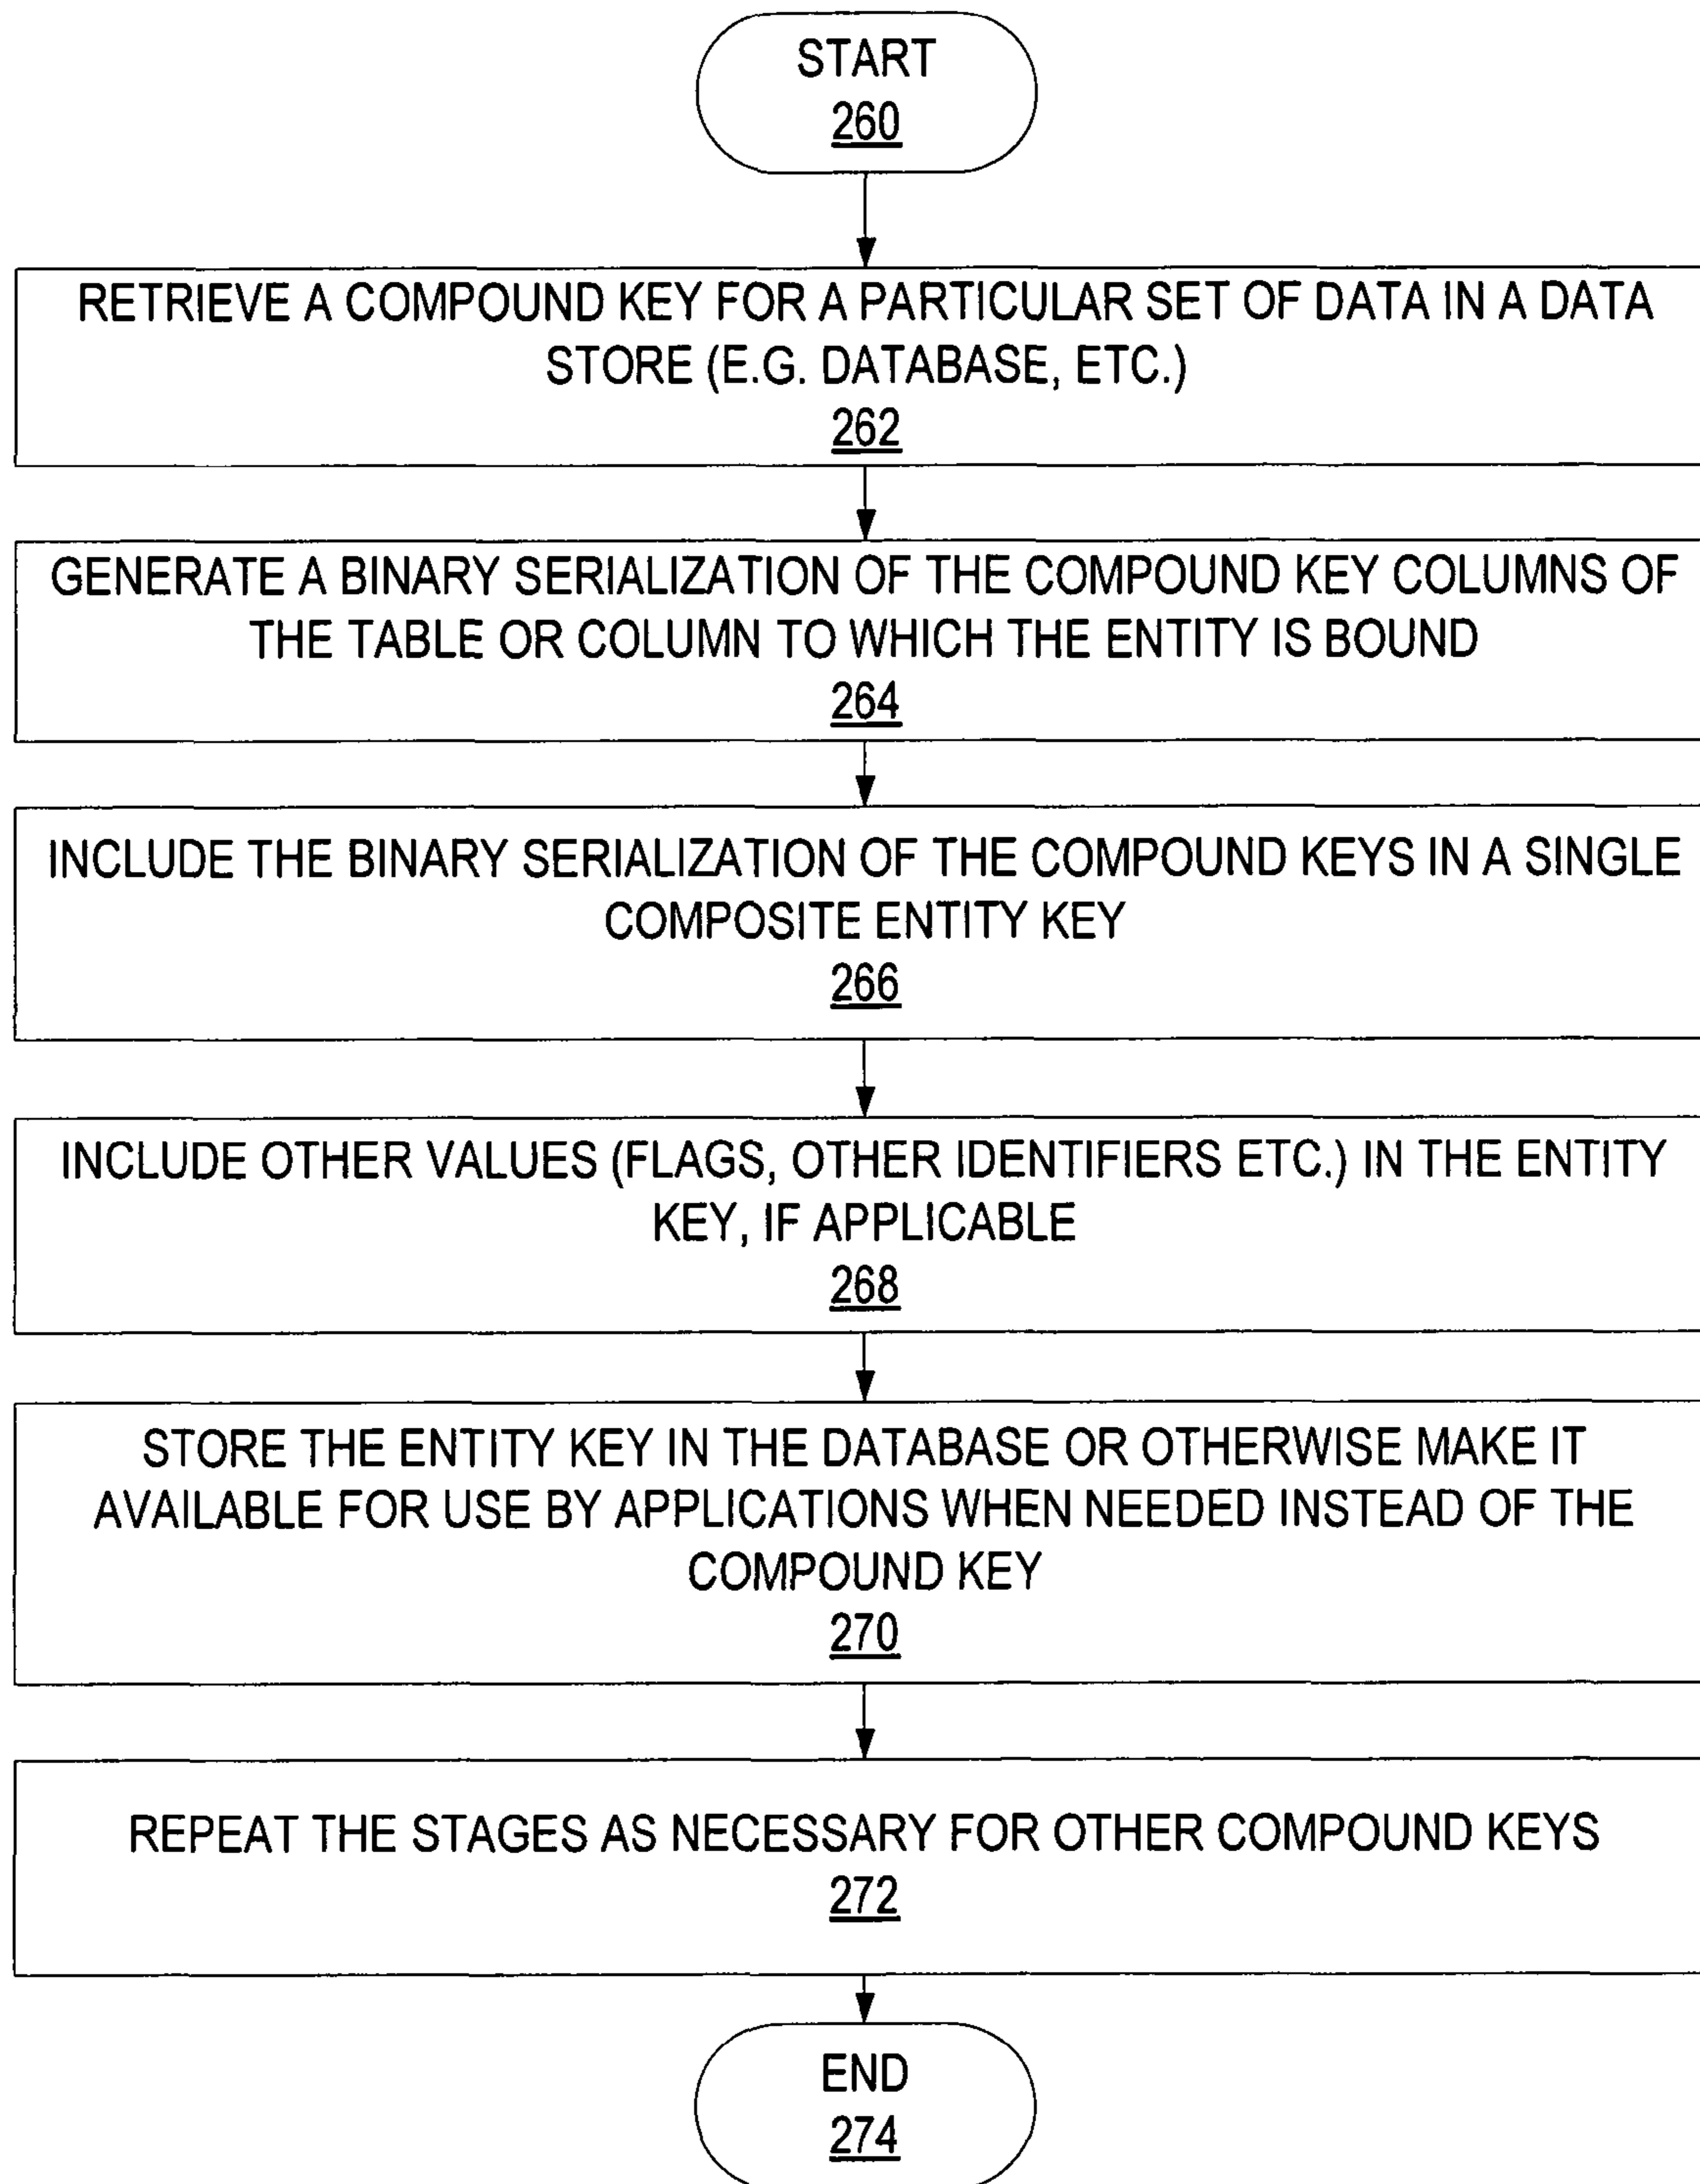 START
260
RETRIEVE A COMPOUND KEY FOR A PARTICULAR SET OF DATA IN A DATA
STORE (E.G. DATABASE, ETC.)
262
GENERATE A BINARY SERIALIZATION OF THE COMPOUND KEY COLUMNS OF
THE TABLE OR COLUMN TO WHICH THE ENTITY IS BOUND
264
INCLUDE THE BINARY SERIALIZATION OF THE COMPOUND KEYS IN A SINGLE
COMPOSITE ENTITY KEY
266
INCLUDE OTHER VALUES (FLAGS, OTHER IDENTIFIERS ETC.) IN THE ENTITY
KEY, IF APPLICABLE
268
STORE THE ENTITY KEY IN THE DATABASE OR OTHERWISE MAKE IT
AVAILABLE FOR USE BY APPLICATIONS WHEN NEEDED INSTEAD OF THE
COMPOUND KEY
270
REPEAT THE STAGES AS NECESSARY FOR OTHER COMPOUND KEYS
272
END
274